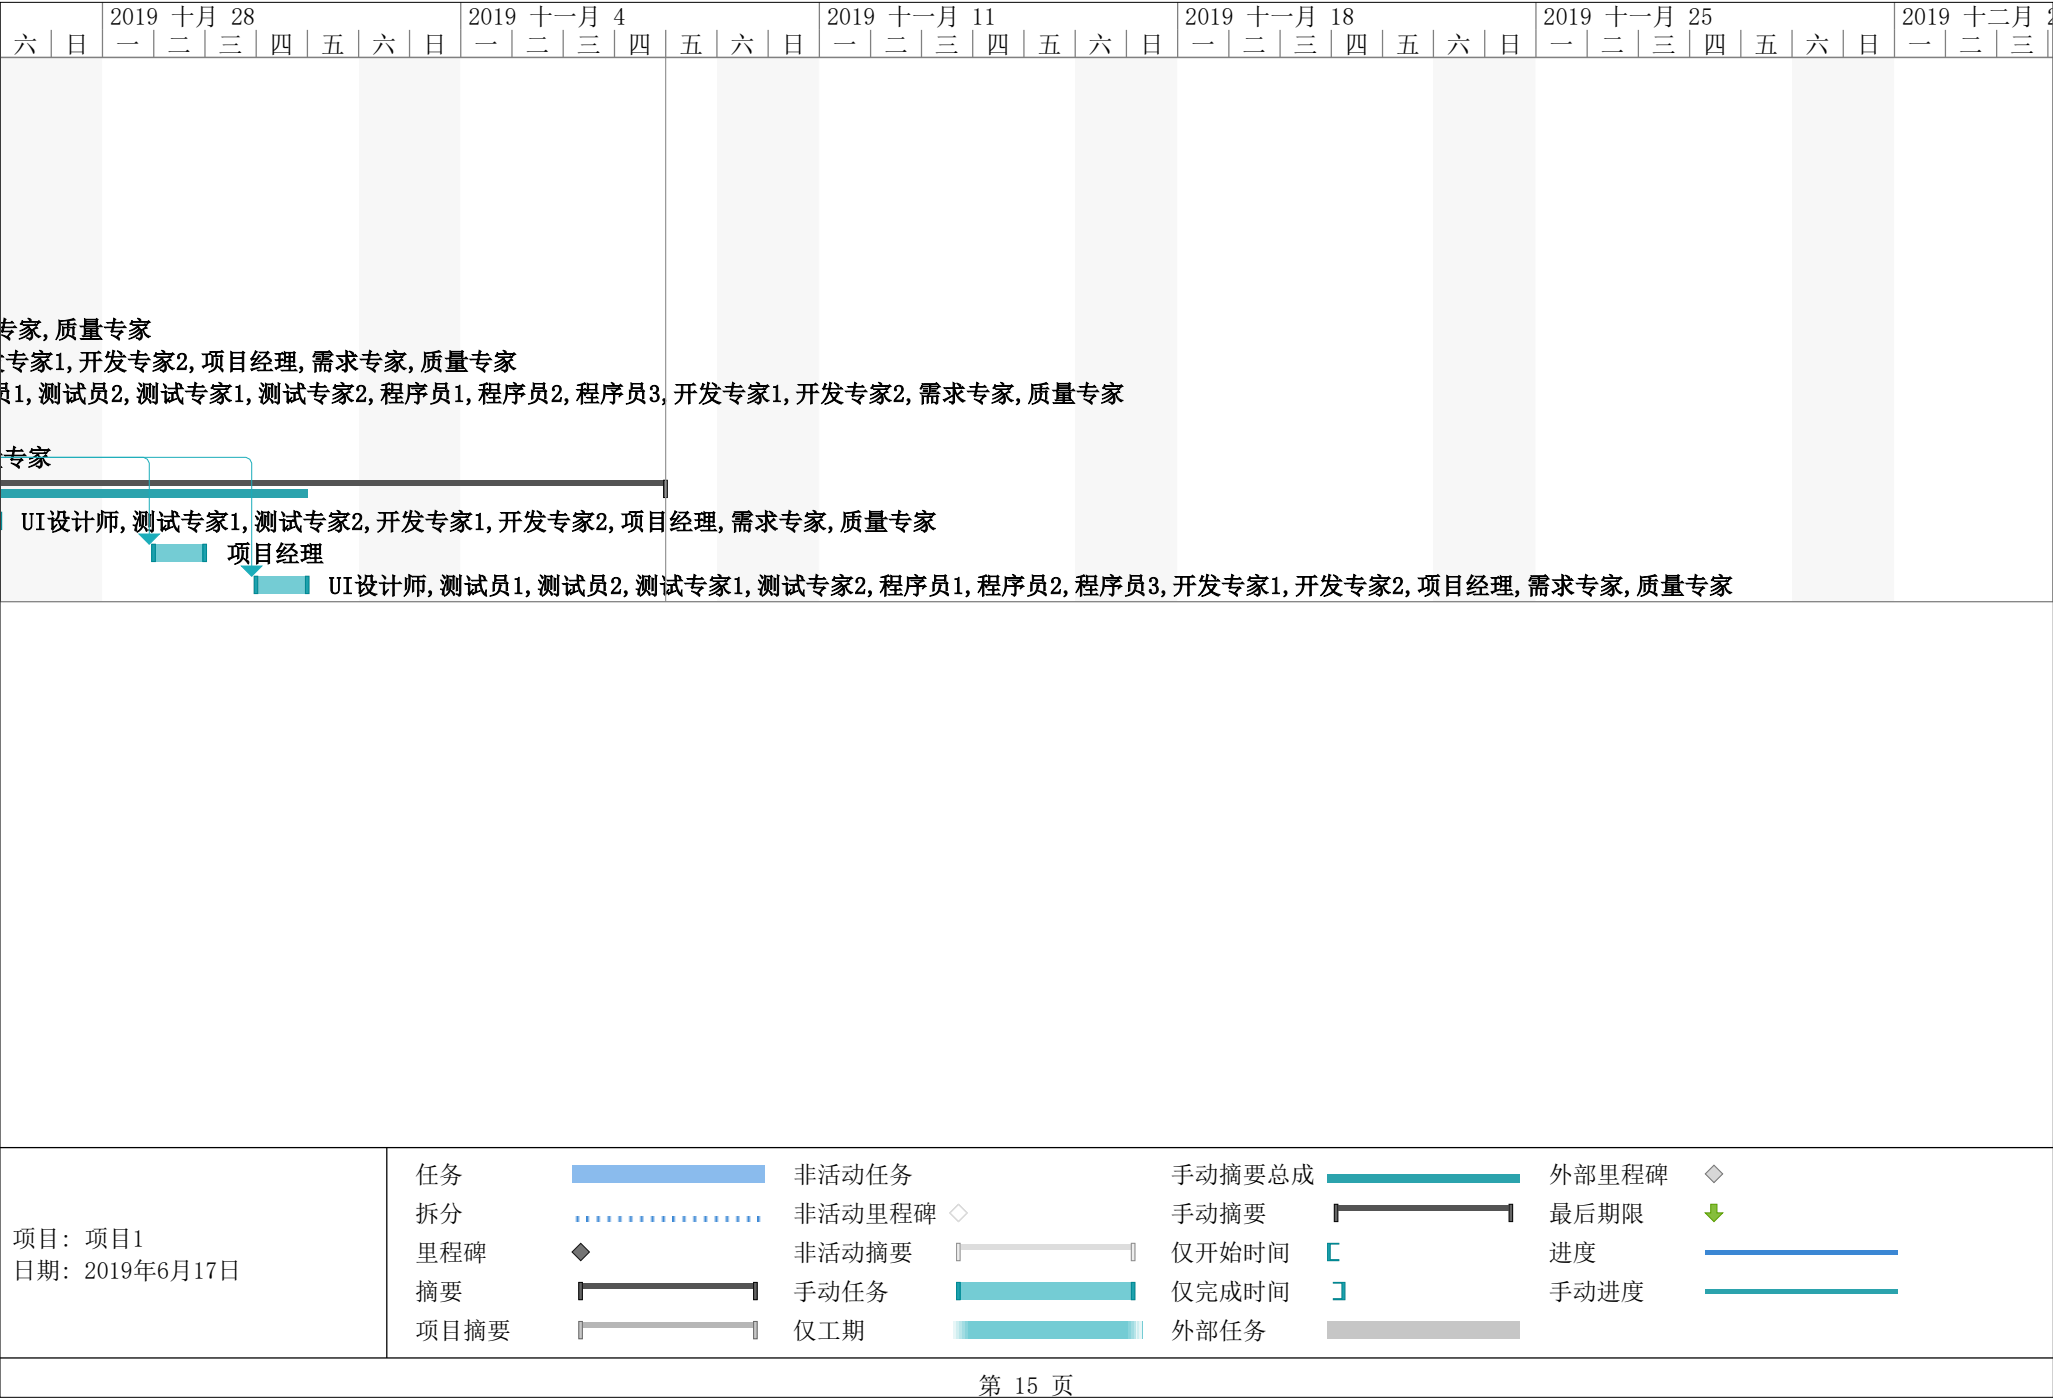 2019 十月 28 2019 十一月 4 2019 十一月 11 2019 十一月 18 2019 十一月 25 2019 十二月
六 日 一 二 三 四 五 六 日 一 二 三 四 五 六 日 一 二 三 四 五 六 日 一 二 三 四 五 六 日 一 二 三 四 五 六 日 一 二 三
专家,质量专家
专家1,开发专家2,项目经理,需求专家,质量专家
员1,测试员2,测试专家1,测试专家2,程序员1,程序员2,程序员3,开发专家1,开发专家2,需求专家,质量专家
专家
UI设计师,测试专家1,测试专家2,开发专家1,开发专家2,项目经理,需求专家,质量专家
项目经理
UI设计师,测试员1,测试员2,测试专家1,测试专家2,程序员1,程序员2,程序员3,开发专家1,开发专家2,项目经理,需求专家,质量专家
项目: 项目1
日期: 2019年6月17日
任务
拆分
里程碑
摘要
项目摘要
非活动任务
非活动里程碑
非活动摘要
手动任务
仅工期
手动摘要总成
手动摘要
仅开始时间
仅完成时间
外部任务
外部里程碑
最后期限
进度
手动进度
第 15 页